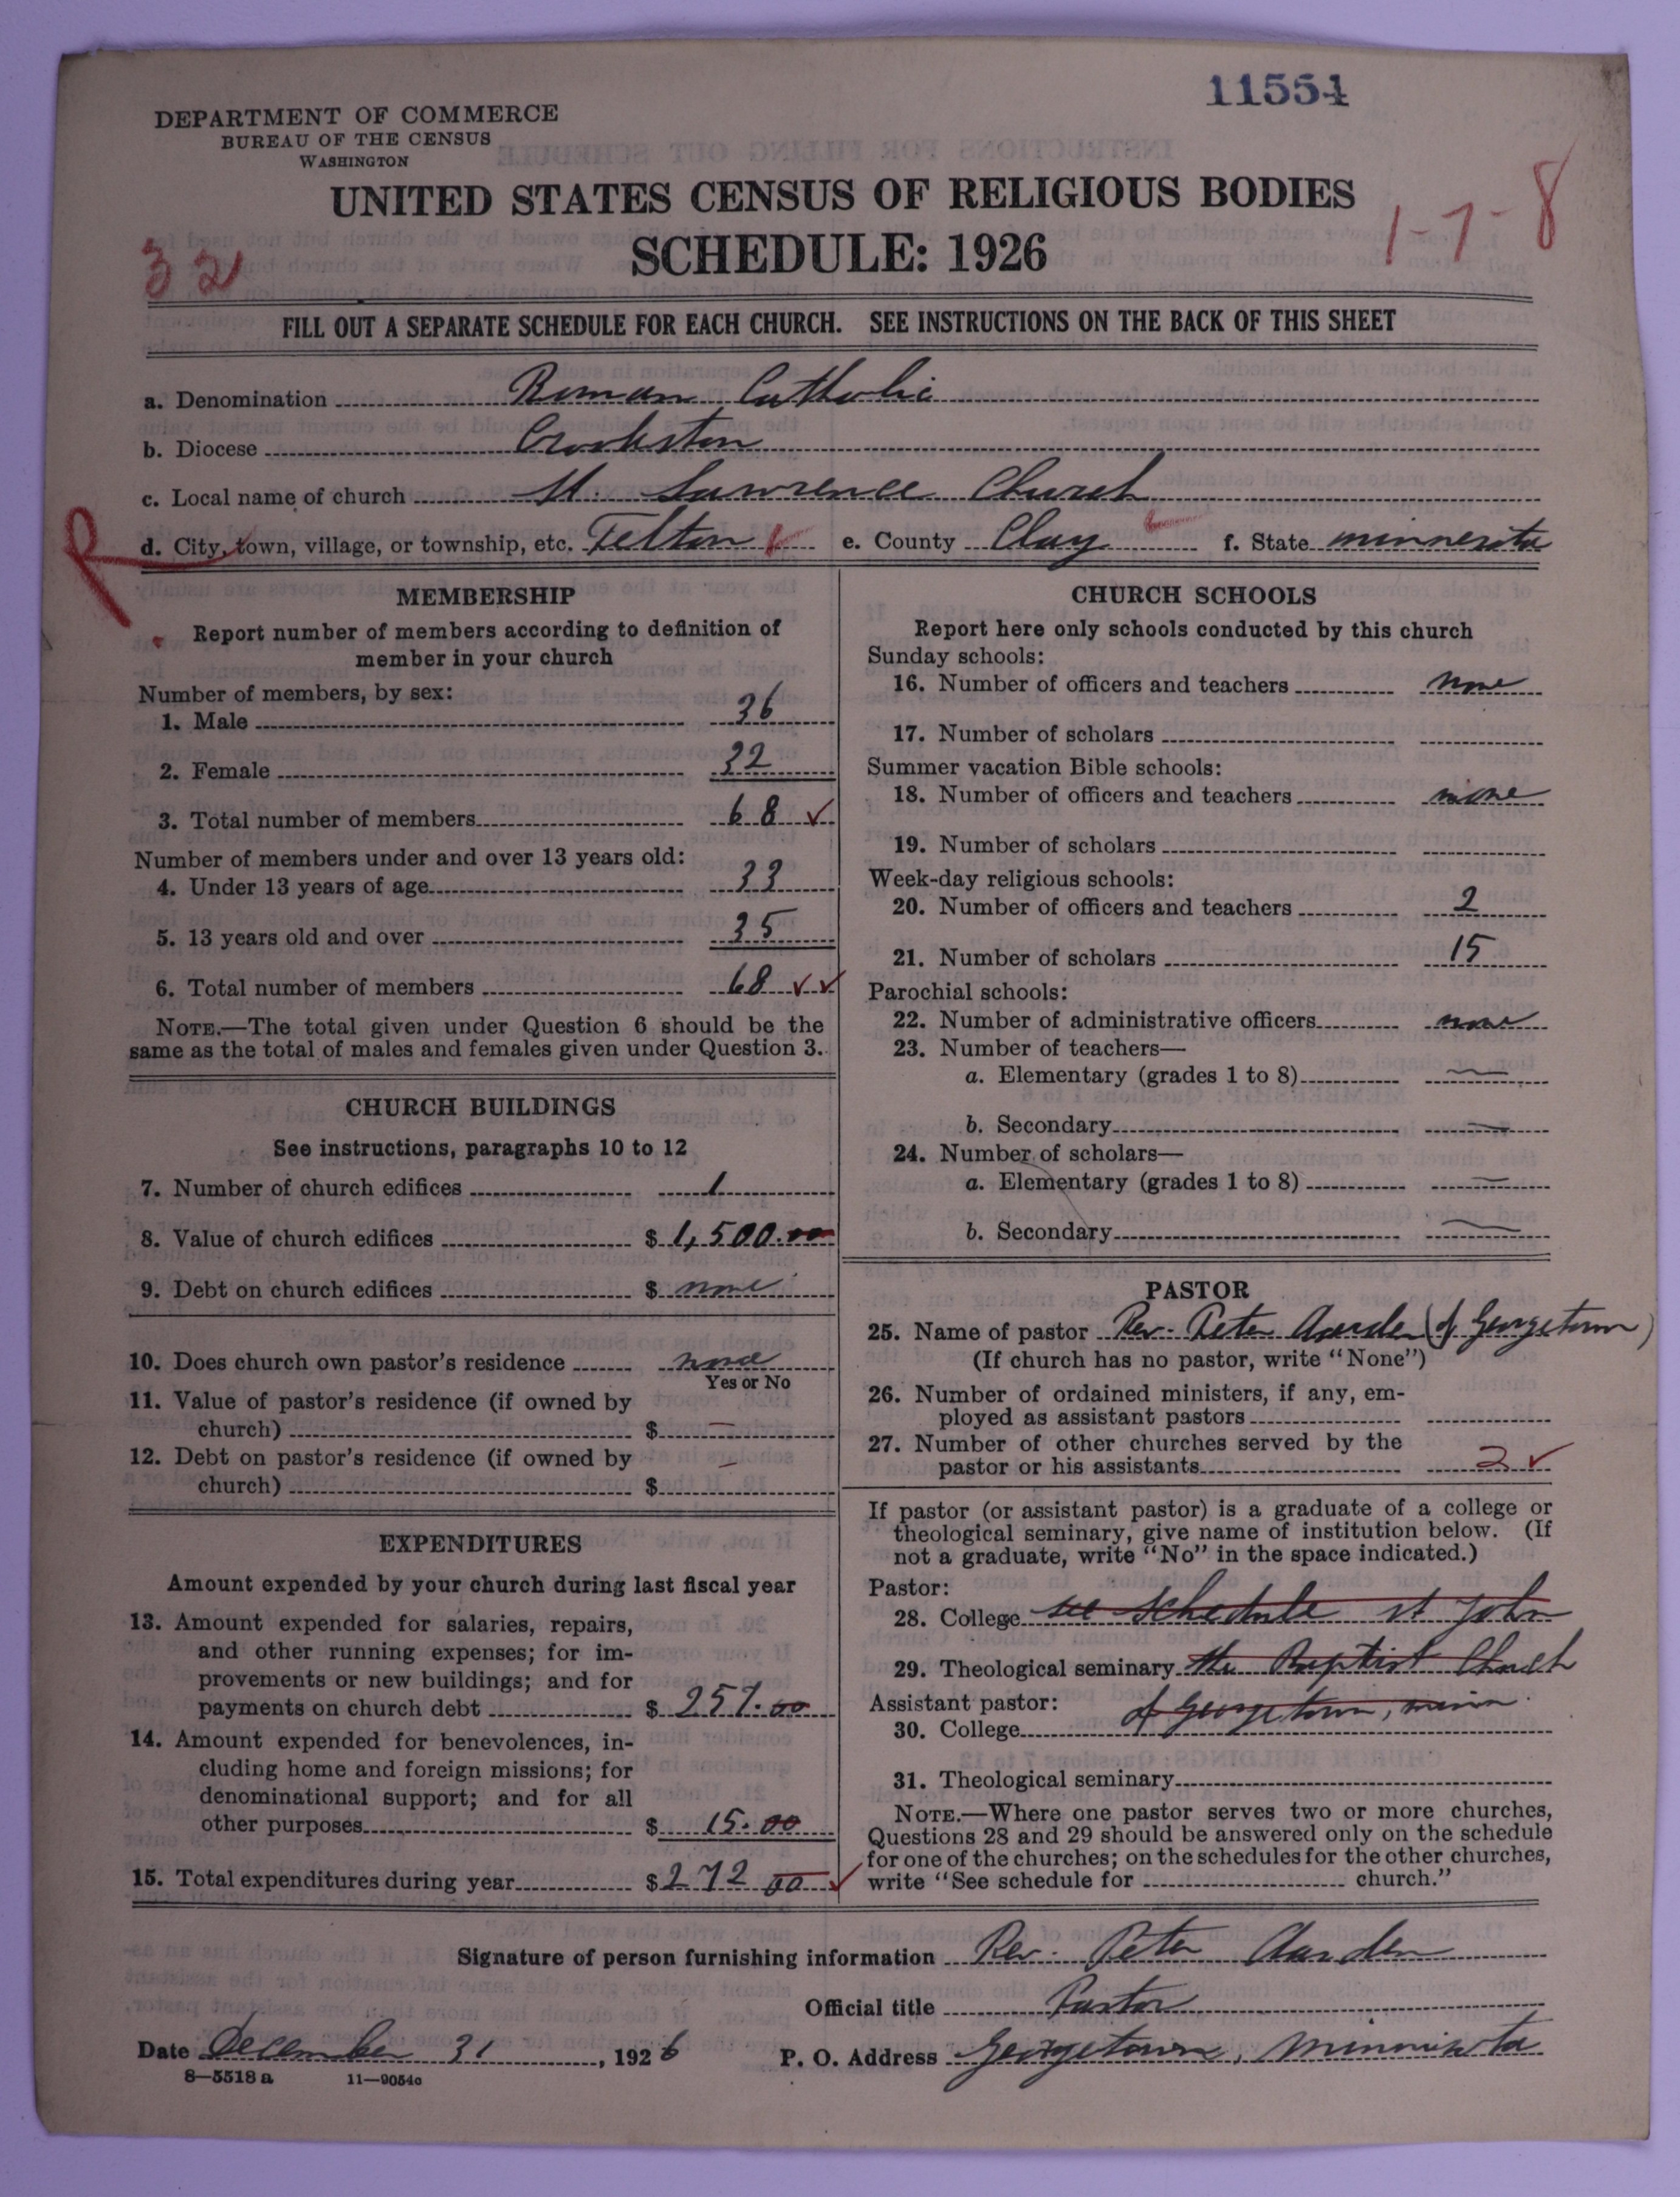 11554
DEPARTMENT OF COMMERCE
BUREAU OF THE CENSUS
WASHINGTON
UNITED STATES CENSUS OF RELIGIOUS BODIES
SCHEDULE: 1926
32
1-7-8
FILL OUT A SEPARATE SCHEDULE FOR EACH CHURCH. SEE INSTRUCTIONS ON THE BACK OF THIS SHEET
a. Denomination Roman Catholic
b. Diocese Crookston
c. Local name of church St. Lawrence Church
R
d. City, town, village, or township, etc. Felton e. County Clay f. State Minnesota
MEMBERSHIP
Report number of members according to definition of
member in your church
Number of members, by sex:
1. Male 36
2. Female 32
3. Total number of members 68 ✓
Number of members under and over 13 years old:
4. Under 13 years of age 33
5. 13 years old and over 35
6. Total number of members 68 ✓ ✓
NOTE.—The total given under Question 6 should be the
same as the total of males and females given under Question 3.
CHURCH BUILDINGS
See instructions, paragraphs 10 to 12
7. Number of church edifices 1
8. Value of church edifices $ 1,500.00
9. Debt on church edifices $ none
10. Does church own pastor's residence none
Yes or No
11. Value of pastor's residence (if owned by
church) $ —
12. Debt on pastor's residence (if owned by
church) $ —
EXPENDITURES
Amount expended by your church during last fiscal year
13. Amount expended for salaries, repairs,
and other running expenses; for im-
provements or new buildings; and for
payments on church debt $ 257.00
14. Amount expended for benevolences, in-
cluding home and foreign missions; for
denominational support; and for all
other purposes $ 15.00
15. Total expenditures during year $ 272 00 ✓
CHURCH SCHOOLS
Report here only schools conducted by this church
Sunday schools:
16. Number of officers and teachers none
17. Number of scholars
Summer vacation Bible schools:
18. Number of officers and teachers none
19. Number of scholars
Week-day religious schools:
20. Number of officers and teachers 2
21. Number of scholars 15
Parochial schools:
22. Number of administrative officers none
23. Number of teachers—
a. Elementary (grades 1 to 8) —
b. Secondary —
24. Number of scholars—
a. Elementary (grades 1 to 8) —
b. Secondary —
PASTOR
25. Name of pastor Rev. Peter Aarden (of Georgetown)
(If church has no pastor, write "None")
26. Number of ordained ministers, if any, em-
ployed as assistant pastors
27. Number of other churches served by the
pastor or his assistants 2 ✓
If pastor (or assistant pastor) is a graduate of a college or
theological seminary, give name of institution below. (If
not a graduate, write "No" in the space indicated.)
Pastor:
28. College see schedule st John
29. Theological seminary the Baptist Church
Assistant pastor:
30. College of Georgetown, Minn.
31. Theological seminary
NOTE.—Where one pastor serves two or more churches,
Questions 28 and 29 should be answered only on the schedule
for one of the churches; on the schedules for the other churches,
write "See schedule for church."
Signature of person furnishing information Rev. Peter Aarden
Official title Pastor
Date December 31, 1926 P. O. Address Georgetown, Minnesota
8—5518 a 11—9054c